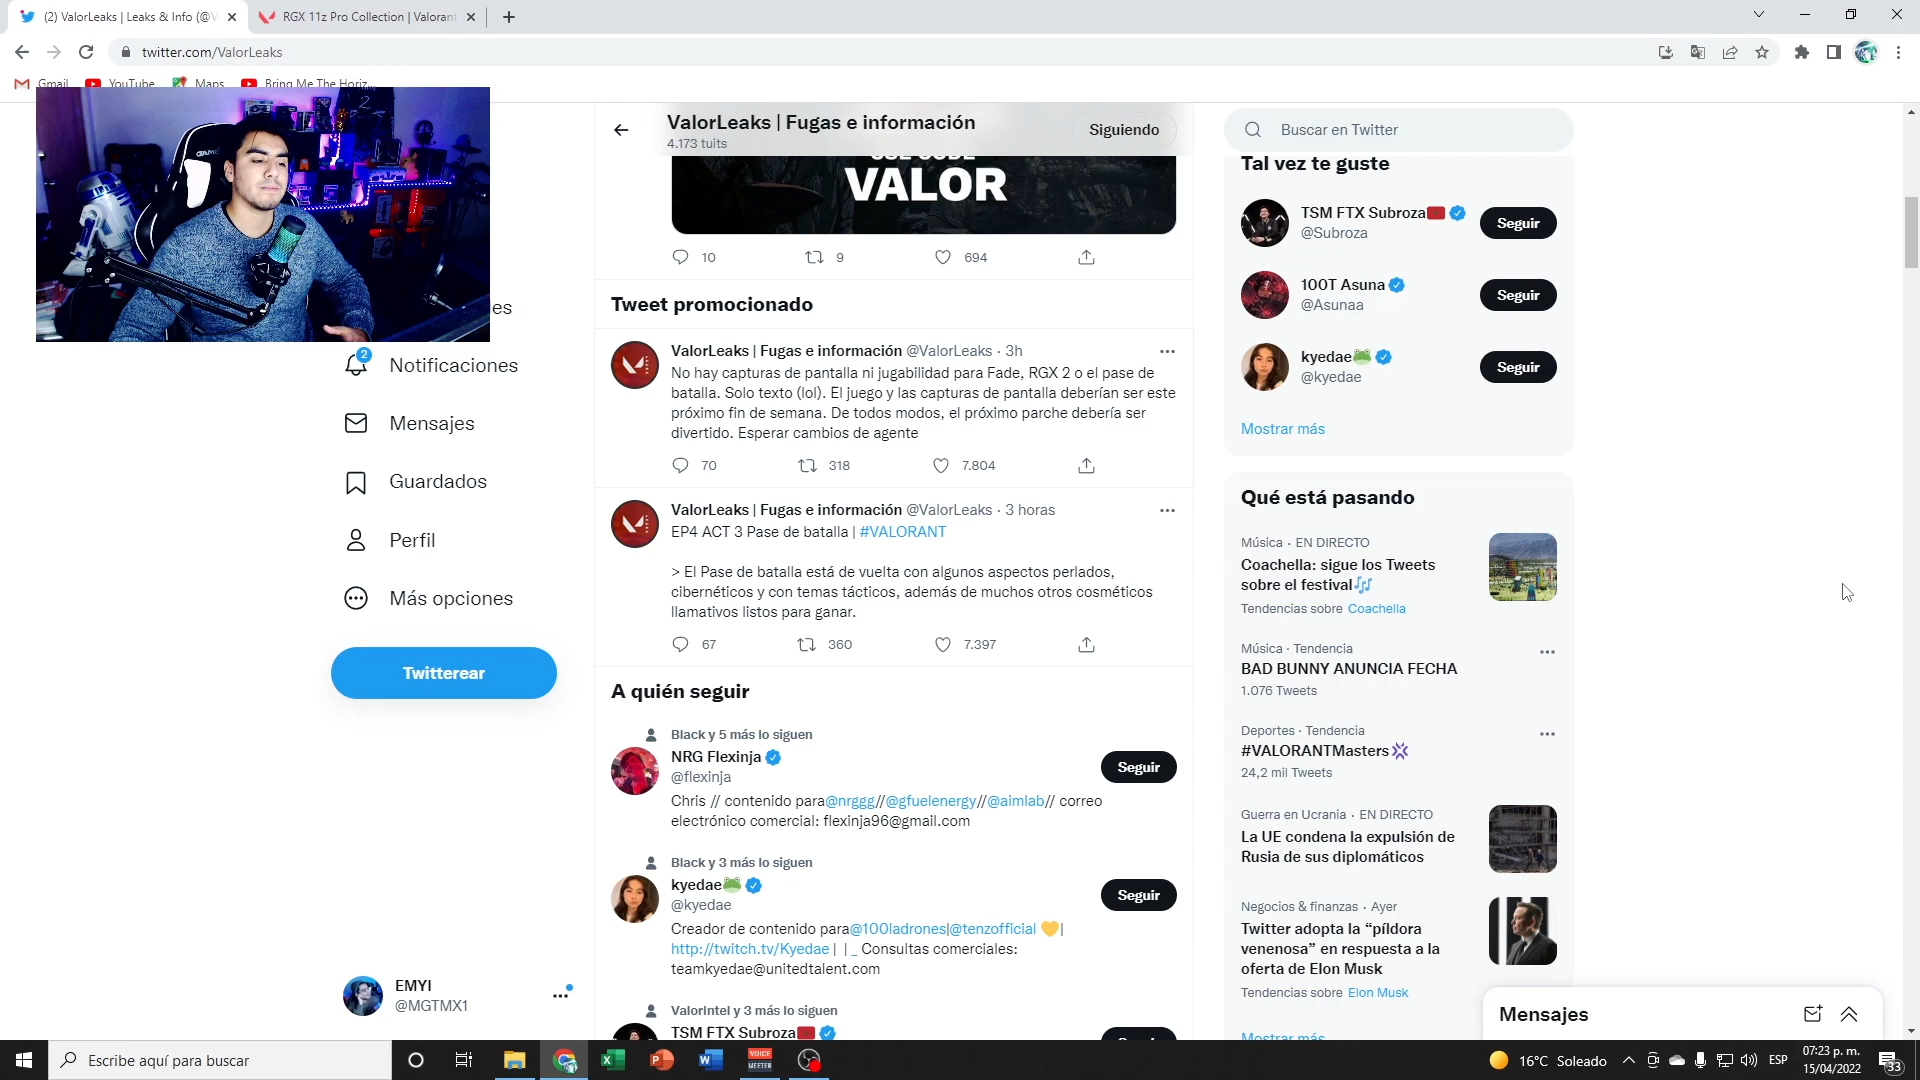 (2) ValorLeaks | Leaks & Info (@V
RGX 11z Pro Collection | Valorant
twitter.com/ValorLeaks
Gmail
YouTube
Maps
Bring Me The Horiz...
ValorLeaks | Fugas e información
4.173 tuits
Siguiendo
VALOR
10
9
694
Tweet promocionado
ValorLeaks | Fugas e información @ValorLeaks · 3h
No hay capturas de pantalla ni jugabilidad para Fade, RGX 2 o el pase de
batalla. Solo texto (lol). El juego y las capturas de pantalla deberían ser este
próximo fin de semana. De todos modos, el próximo parche debería ser
divertido. Esperar cambios de agente
70
318
7.804
ValorLeaks | Fugas e información @ValorLeaks · 3 horas
EP4 ACT 3 Pase de batalla | #VALORANT
> El Pase de batalla está de vuelta con algunos aspectos perlados,
cibernéticos y con temas tácticos, además de muchos otros cosméticos
llamativos listos para ganar.
67
360
7.397
A quién seguir
Black y 5 más lo siguen
NRG Flexinja
@flexinja
Seguir
Chris // contenido para@nrggg//@gfuelenergy//@aimlab// correo
electrónico comercial: flexinja96@gmail.com
Black y 3 más lo siguen
kyedae🐸
@kyedae
Seguir
Creador de contenido para@100ladrones|@tenzofficial 💛|
http://twitch.tv/Kyedae | |_ Consultas comerciales:
teamkyedae@unitedtalent.com
ValorIntel y 3 más lo siguen
TSM FTX Subroza
es
2
Notificaciones
Mensajes
Guardados
Perfil
Más opciones
Twitterear
EMYI
@MGTMX1
Buscar en Twitter
Tal vez te guste
TSM FTX Subroza
@Subroza
Seguir
100T Asuna
@Asunaa
Seguir
kyedae🐸
@kyedae
Seguir
Mostrar más
Qué está pasando
Música · EN DIRECTO
Coachella: sigue los Tweets
sobre el festival🎶
Tendencias sobre Coachella
Música · Tendencia
BAD BUNNY ANUNCIA FECHA
1.076 Tweets
Deportes · Tendencia
#VALORANTMasters
24,2 mil Tweets
Guerra en Ucrania · EN DIRECTO
La UE condena la expulsión de
Rusia de sus diplomáticos
Negocios & finanzas · Ayer
Twitter adopta la “píldora
venenosa” en respuesta a la
oferta de Elon Musk
Tendencias sobre Elon Musk
Mostrar más
Mensajes
Escribe aquí para buscar
VOICE
MEETER
16°C Soleado
ESP
07:23 p. m.
15/04/2022
33